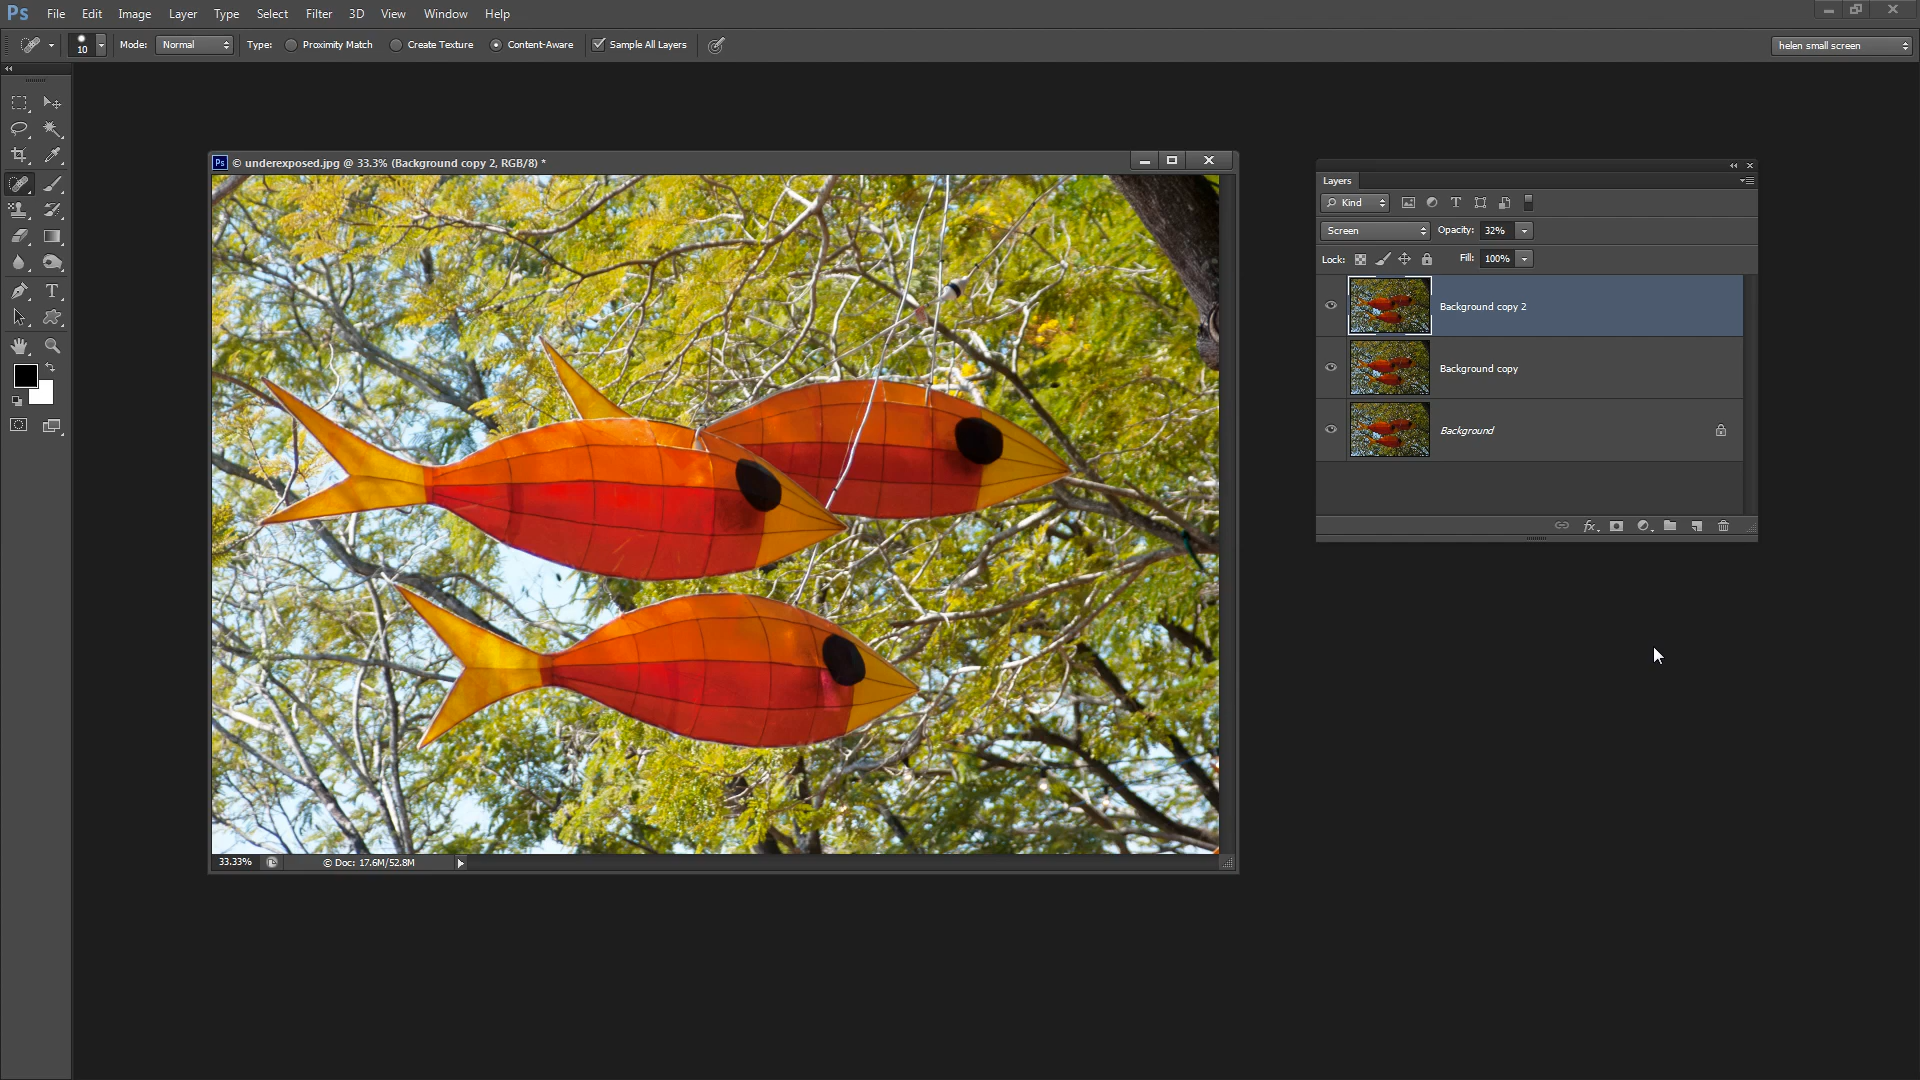 Ps File Edit Image Layer Type Select Filter 3D View Window Help
10 Mode: Normal Type: Proximity Match Create Texture Content-Aware Sample All Layers helen small screen
Ps © underexposed.jpg @ 33.3% (Background copy 2, RGB/8) *
Layers
Kind
Screen Opacity: 32%
Lock: Fill: 100%
Background copy 2
Background copy
Background
fx
33.33% © Doc: 17.6M/52.8M